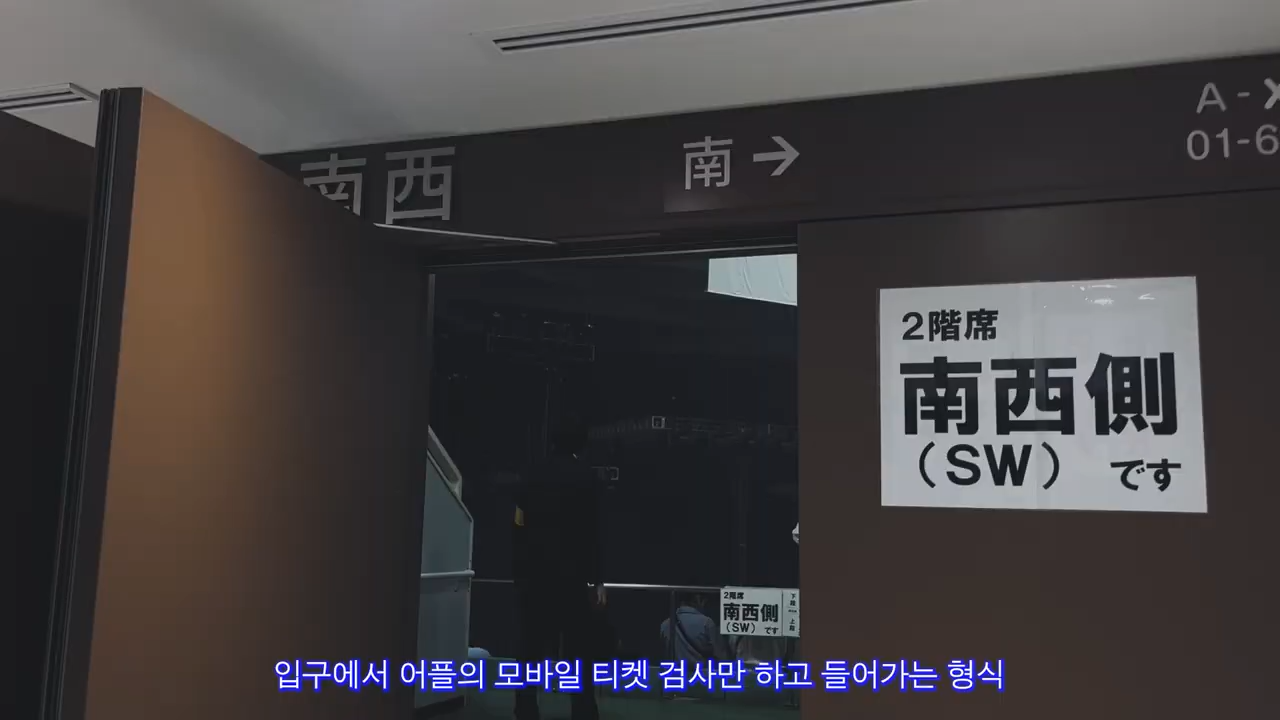 南西
南→
A-X
01-6
2階席
南西側
(SW) です
2階席
南西側
(SW) です
입구에서 어플의 모바일 티켓 검사만 하고 들어가는 형식